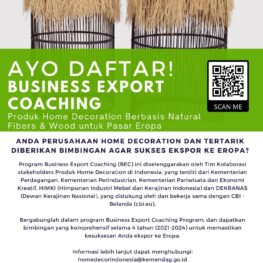 AYO DAFTAR!
BUSINESS EXPORT
COACHING
SCAN ME
Produk Home Decoration Berbasis Natural
Fibers & Wood untuk Pasar Eropa
ANDA PERUSAHAAN HOME DECORATION DAN TERTARIK
DIBERIKAN BIMBINGAN AGAR SUKSES EKSPOR KE EROPA?
Program Business Export Coaching (BEC) ini diselenggarakan oleh Tim Kolaborasi
stakeholders Produk Home Decoration di Indonesia, yang terdiri dari Kementerian
Perdagangan, Kementerian Perindustrian, Kementerian Pariwisata dan Ekonomi
Kreatif, HIMKI (Himpunan Industri Mebel dan Kerajinan Indonesia) dan DEKRANAS
(Dewan Kerajinan Nasional), yang didukung oleh dan bekerja sama dengan CBI -
Belanda (cbi.eu).
Bergabunglah dalam program Business Export Coaching Program, dan dapatkan
bimbingan yang komprehensif selama 4 tahun (2021-2024) untuk memastikan
kesuksesan Anda ekspor ke Eropa.
Informasi lebih lanjut dapat menghubungi:
homedecorindonesia@kemendag.go.id